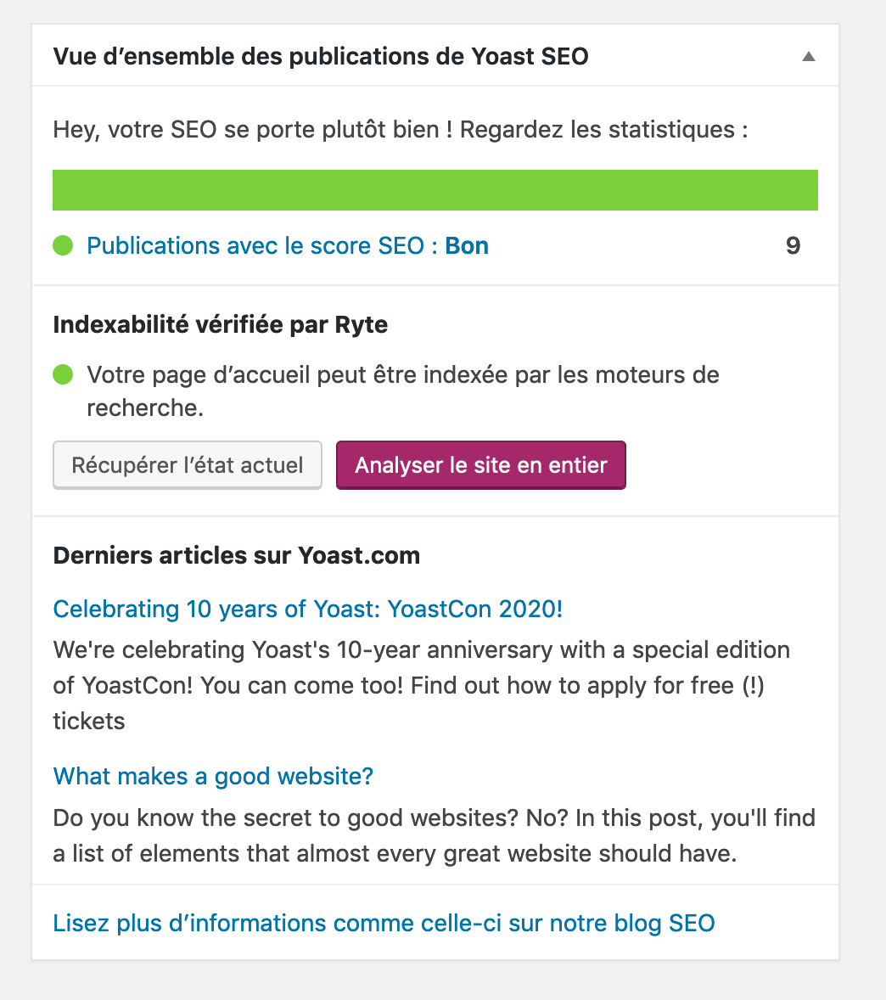 Vue d’ensemble des publications de Yoast SEO
Hey, votre SEO se porte plutôt bien ! Regardez les statistiques :
Publications avec le score SEO : Bon 9
Indexabilité vérifiée par Ryte
Votre page d’accueil peut être indexée par les moteurs de
recherche.
Récupérer l’état actuel Analyser le site en entier
Derniers articles sur Yoast.com
Celebrating 10 years of Yoast: YoastCon 2020!
We're celebrating Yoast's 10-year anniversary with a special edition
of YoastCon! You can come too! Find out how to apply for free (!)
tickets
What makes a good website?
Do you know the secret to good websites? No? In this post, you'll find
a list of elements that almost every great website should have.
Lisez plus d’informations comme celle-ci sur notre blog SEO